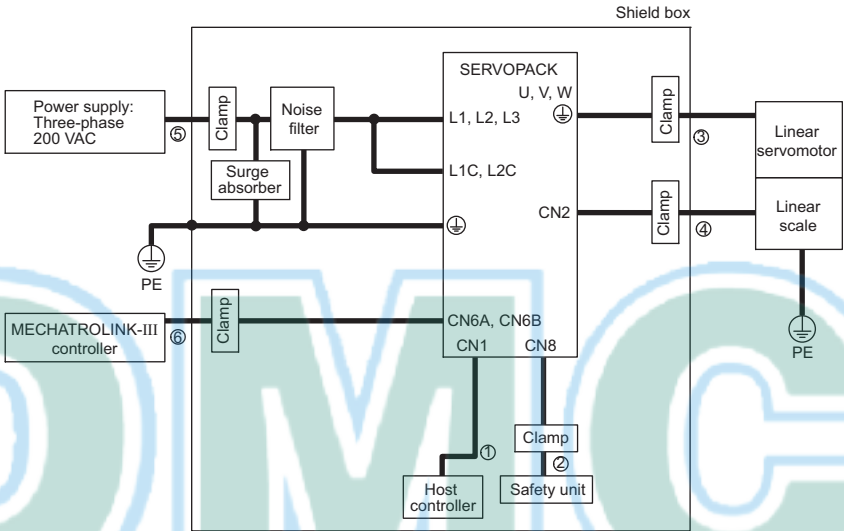 Shield box
SERVOPACK
U, V, W
Power supply:
Three-phase
200 VAC
⑤
Clamp
Noise
filter
L1, L2, L3
Clamp
③
Linear
servomotor
Surge
absorber
L1C, L2C
CN2
Clamp
④
Linear
scale
PE
PE
MECHATROLINK-III
controller
⑥
Clamp
CN6A, CN6B
CN1
CN8
①
Clamp
②
Host
controller
Safety unit
DMC